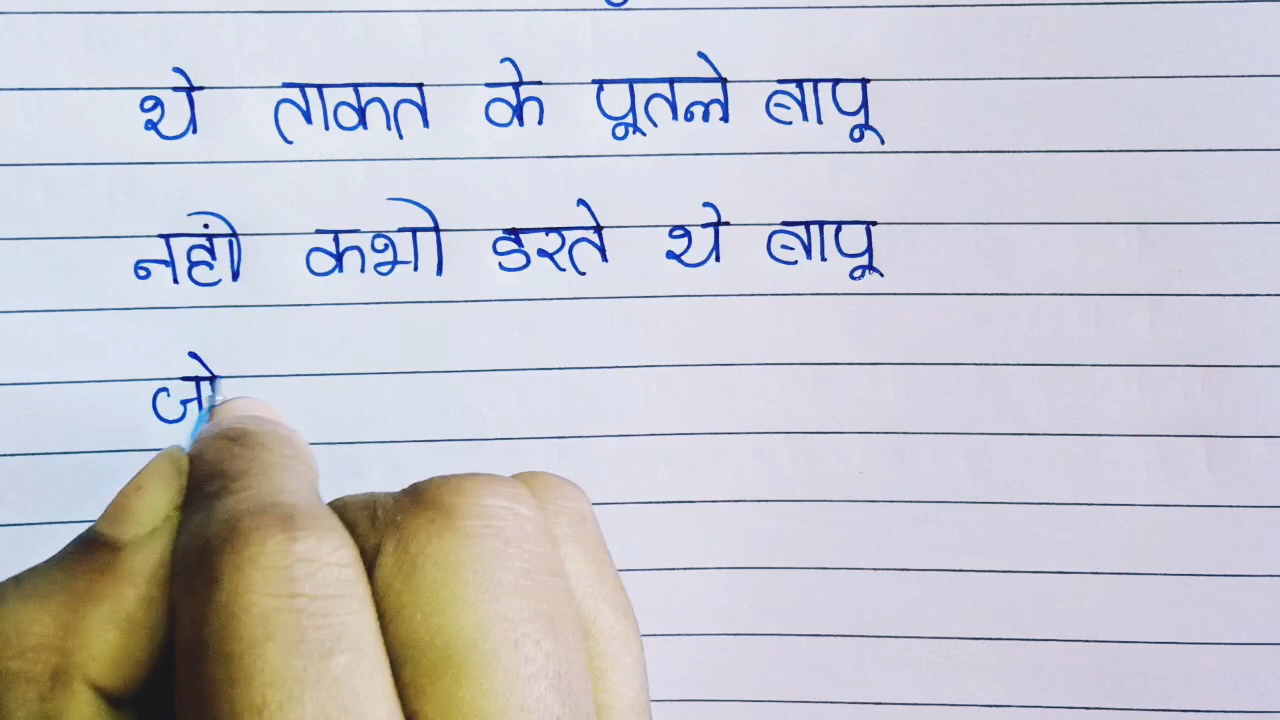 थे ताकत के पूतले बापू
नहीं कभी डरते थे बापू
जो